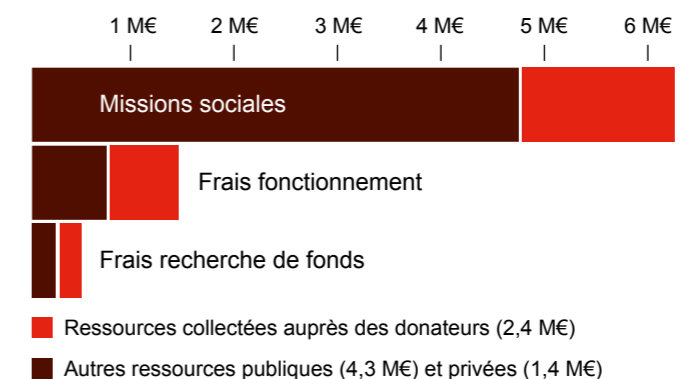 1 M€ 2 M€ 3 M€ 4 M€ 5 M€ 6 M€
Missions sociales
Frais fonctionnement
Frais recherche de fonds
Ressources collectées auprès des donateurs (2,4 M€)
Autres ressources publiques (4,3 M€) et privées (1,4 M€)